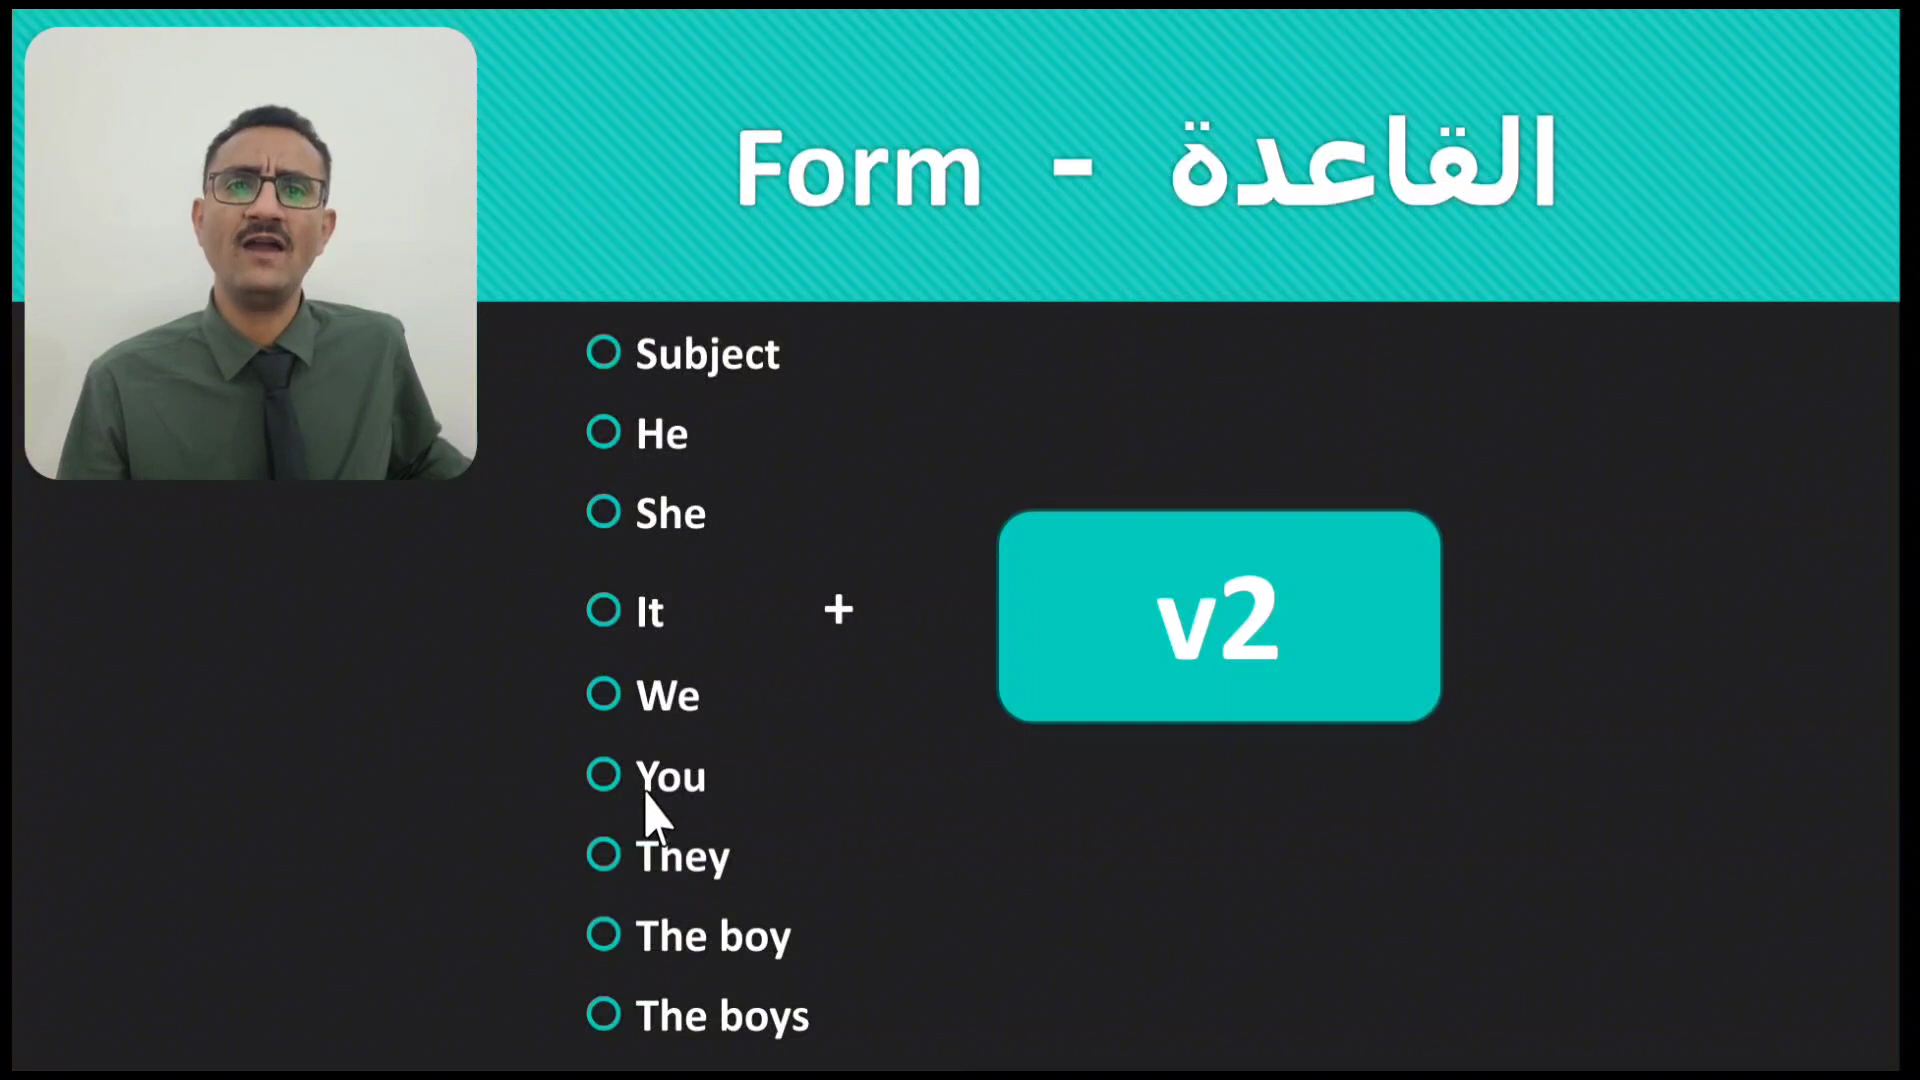 Form - القاعدة
Subject
He
She
It +
v2
We
You
They
The boy
The boys